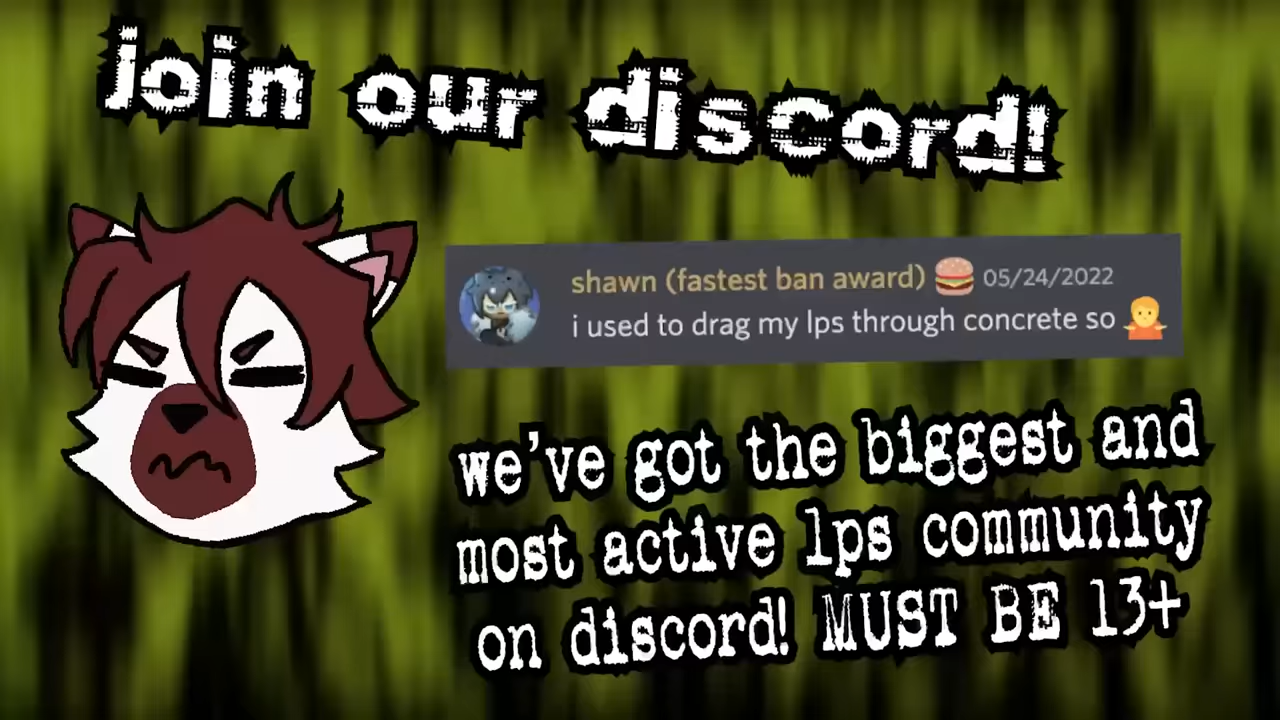 join our discord!
shawn (fastest ban award) 🍔 05/24/2022
i used to drag my lps through concrete so 🤷
we've got the biggest and
most active lps community
on discord! MUST BE 13+